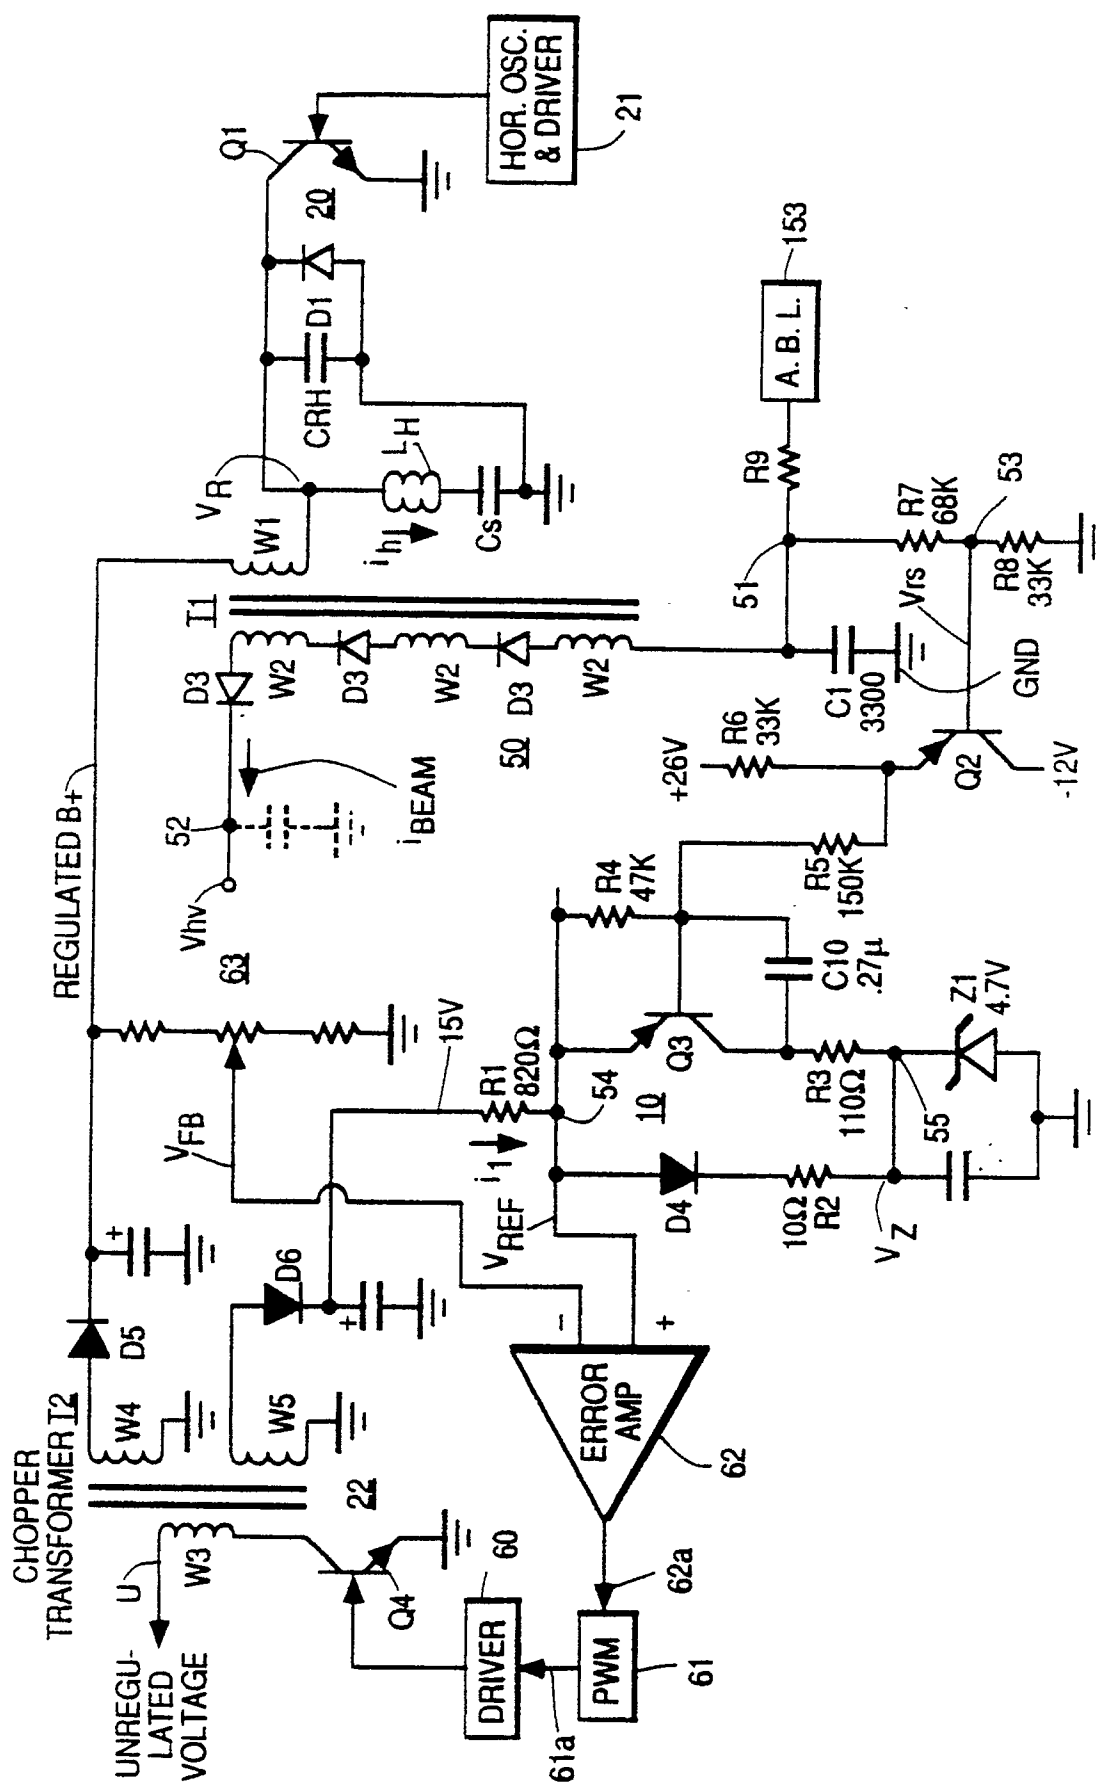 CHOPPER
TRANSFORMER T2
UNREGU-
LATED
VOLTAGE
U
W3
W4
W5
22
Q4
DRIVER
60
61a
PWM
61
62a
ERROR
AMP
62
-
+
D5
+
D6
+
REGULATED B+
VFB
63
15V
R1
820Ω
i1
VREF
54
10
D4
10Ω
R2
VZ
55
R3
110Ω
Q3
C10
.27µ
Z1
4.7V
R4
47K
R5
150K
+26V
R6
33K
Q2
-12V
Vhv
52
iBEAM
50
D3
W2
D3
W2
D3
W2
T1
W1
VR
ih
LH
Cs
CRH
D1
20
Q1
HOR. OSC.
& DRIVER
21
51
C1
3300
GND
Vrs
R7
68K
53
R8
33K
R9
A. B. L.
153